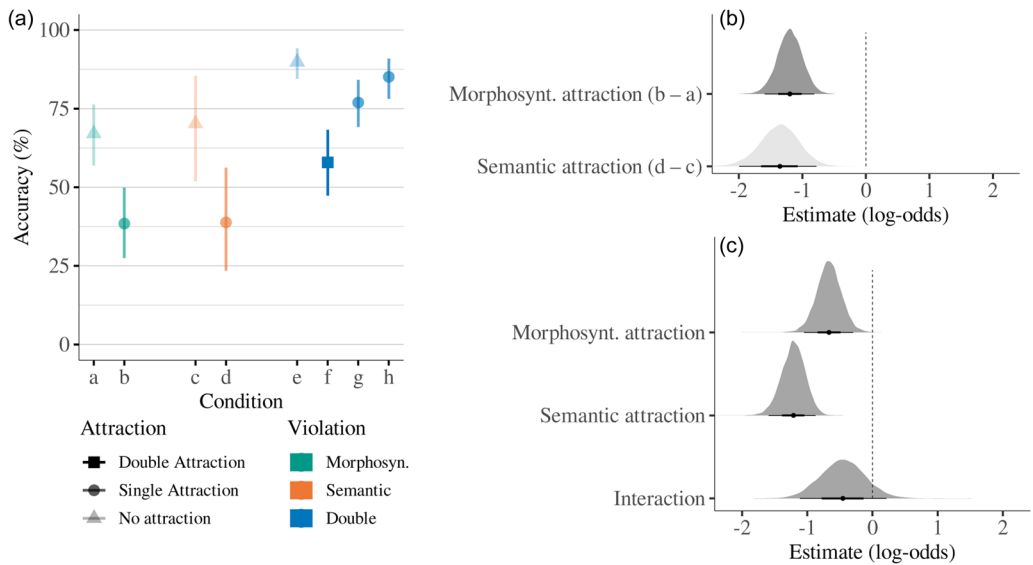 (a)
100
75
50
25
0
Accuracy (%)
a b c d e f g h
Condition
Attraction
Double Attraction
Single Attraction
No attraction
Violation
Morphosyn.
Semantic
Double
(b)
Morphosynt. attraction (b – a)
Semantic attraction (d – c)
-2 -1 0 1 2
Estimate (log-odds)
(c)
Morphosynt. attraction
Semantic attraction
Interaction
-2 -1 0 1 2
Estimate (log-odds)